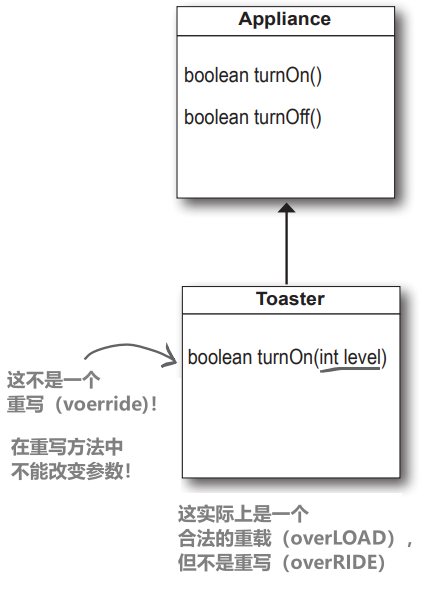 Appliance
boolean turnOn()
boolean turnOff()
Toaster
boolean turnOn(int level)
这不是一个
重写（voerride)！
在重写方法中
不能改变参数！
这实际上是一个
合法的重载（overLOAD），
但不是重写（overRIDE）